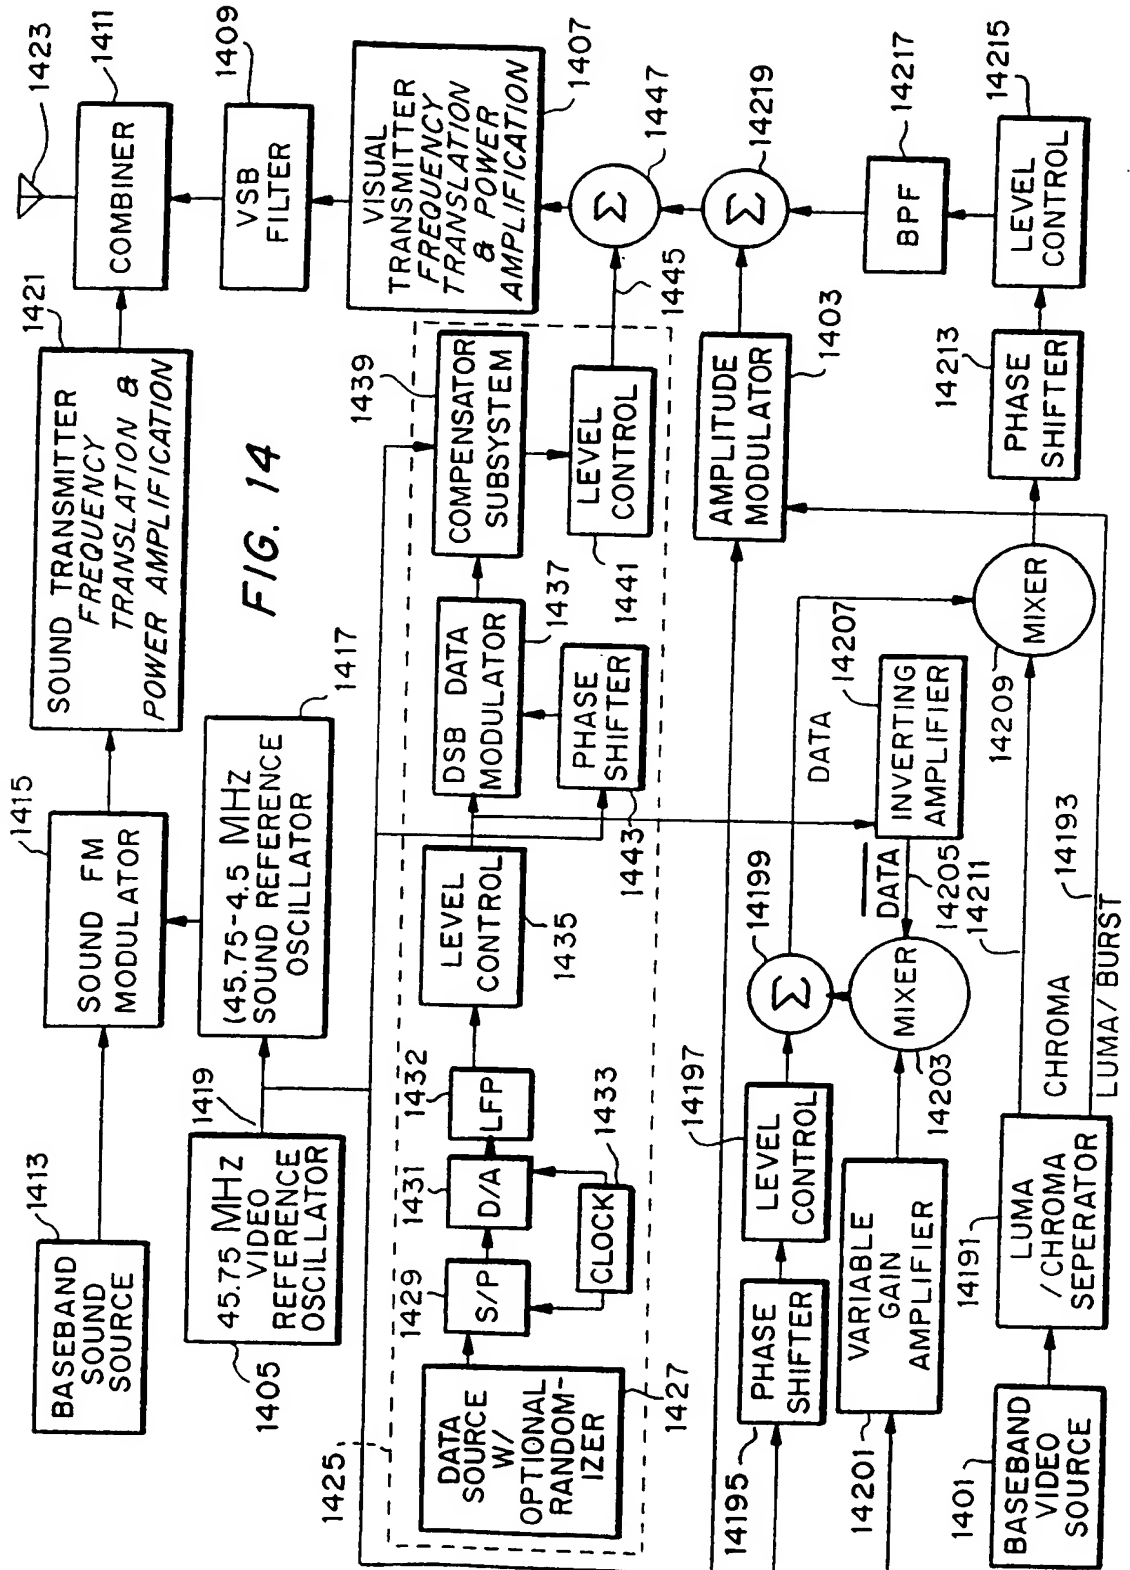 1423
1411
COMBINER
1409
VSB
FILTER
1407
VISUAL
TRANSMITTER
FREQUENCY
TRANSLATION
& POWER
AMPLIFICATION
1447
Σ
14219
Σ
14217
BPF
14215
LEVEL
CONTROL
1421
SOUND TRANSMITTER
FREQUENCY
TRANSLATION &
POWER AMPLIFICATION
FIG. 14
1439
COMPENSATOR
SUBSYSTEM
1445
LEVEL
CONTROL
1441
1403
AMPLITUDE
MODULATOR
14213
PHASE
SHIFTER
1415
SOUND FM
MODULATOR
1417
(45.75-4.5 MHZ
SOUND REFERENCE
OSCILLATOR
1437
DSB DATA
MODULATOR
PHASE
SHIFTER
1443
LEVEL
CONTROL
1435
DATA
14207
INVERTING
AMPLIFIER
14205
DATA
14199
Σ
MIXER
14203
MIXER
14209
14211
14193
CHROMA
LUMA/ BURST
1413
BASEBAND
SOUND
SOURCE
1419
45.75 MHZ
VIDEO
REFERENCE
OSCILLATOR
1405
1432
LFP
1431
D/A
1433
CLOCK
1429
S/P
1425
DATA
SOURCE
W/
OPTIONAL
RANDOM-
IZER
1427
14197
LEVEL
CONTROL
PHASE
SHIFTER
14195
VARIABLE
GAIN
AMPLIFIER
14201
14191
LUMA
/CHROMA
SEPERATOR
1401
BASEBAND
VIDEO
SOURCE